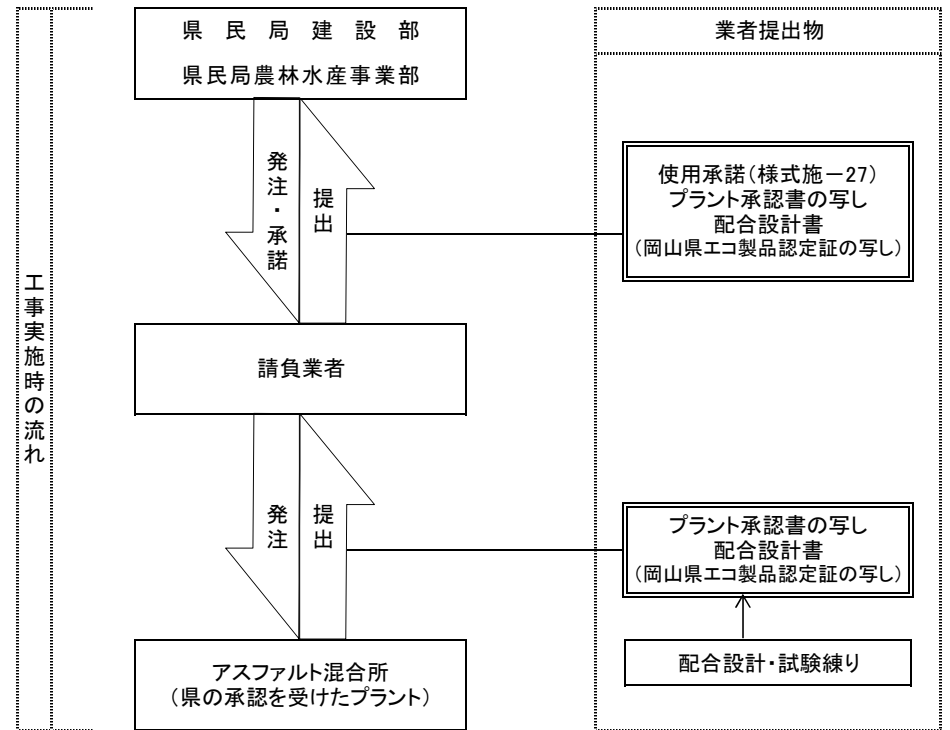 工事実施時の流れ
県民局建設部
県民局農林水産事業部
業者提出物
発注・承諾
提出
使用承諾(様式施－27)
プラント承認書の写し
配合設計書
(岡山県エコ製品認定証の写し)
請負業者
発注
提出
プラント承認書の写し
配合設計書
(岡山県エコ製品認定証の写し)
アスファルト混合所
(県の承認を受けたプラント)
配合設計・試験練り